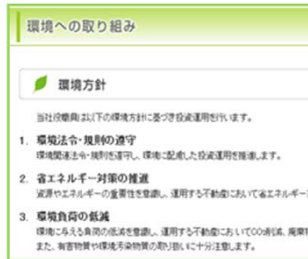 環境への取り組み
環境方針
当社役職員は以下の環境方針に基づき投資運用を行います。
1. 環境法令・規則の遵守
環境関連法令・規則を遵守し、環境に配慮した投資運用を推進します。
2. 省エネルギー対策の推進
資源やエネルギーの重要性を意識し、運用する不動産において省エネルギー
3. 環境負荷の低減
環境に与える負荷の低減を意識し、運用する不動産においてCO2削減、廃棄物
また、有害物質や環境汚染物質の取り扱いに十分注意します。